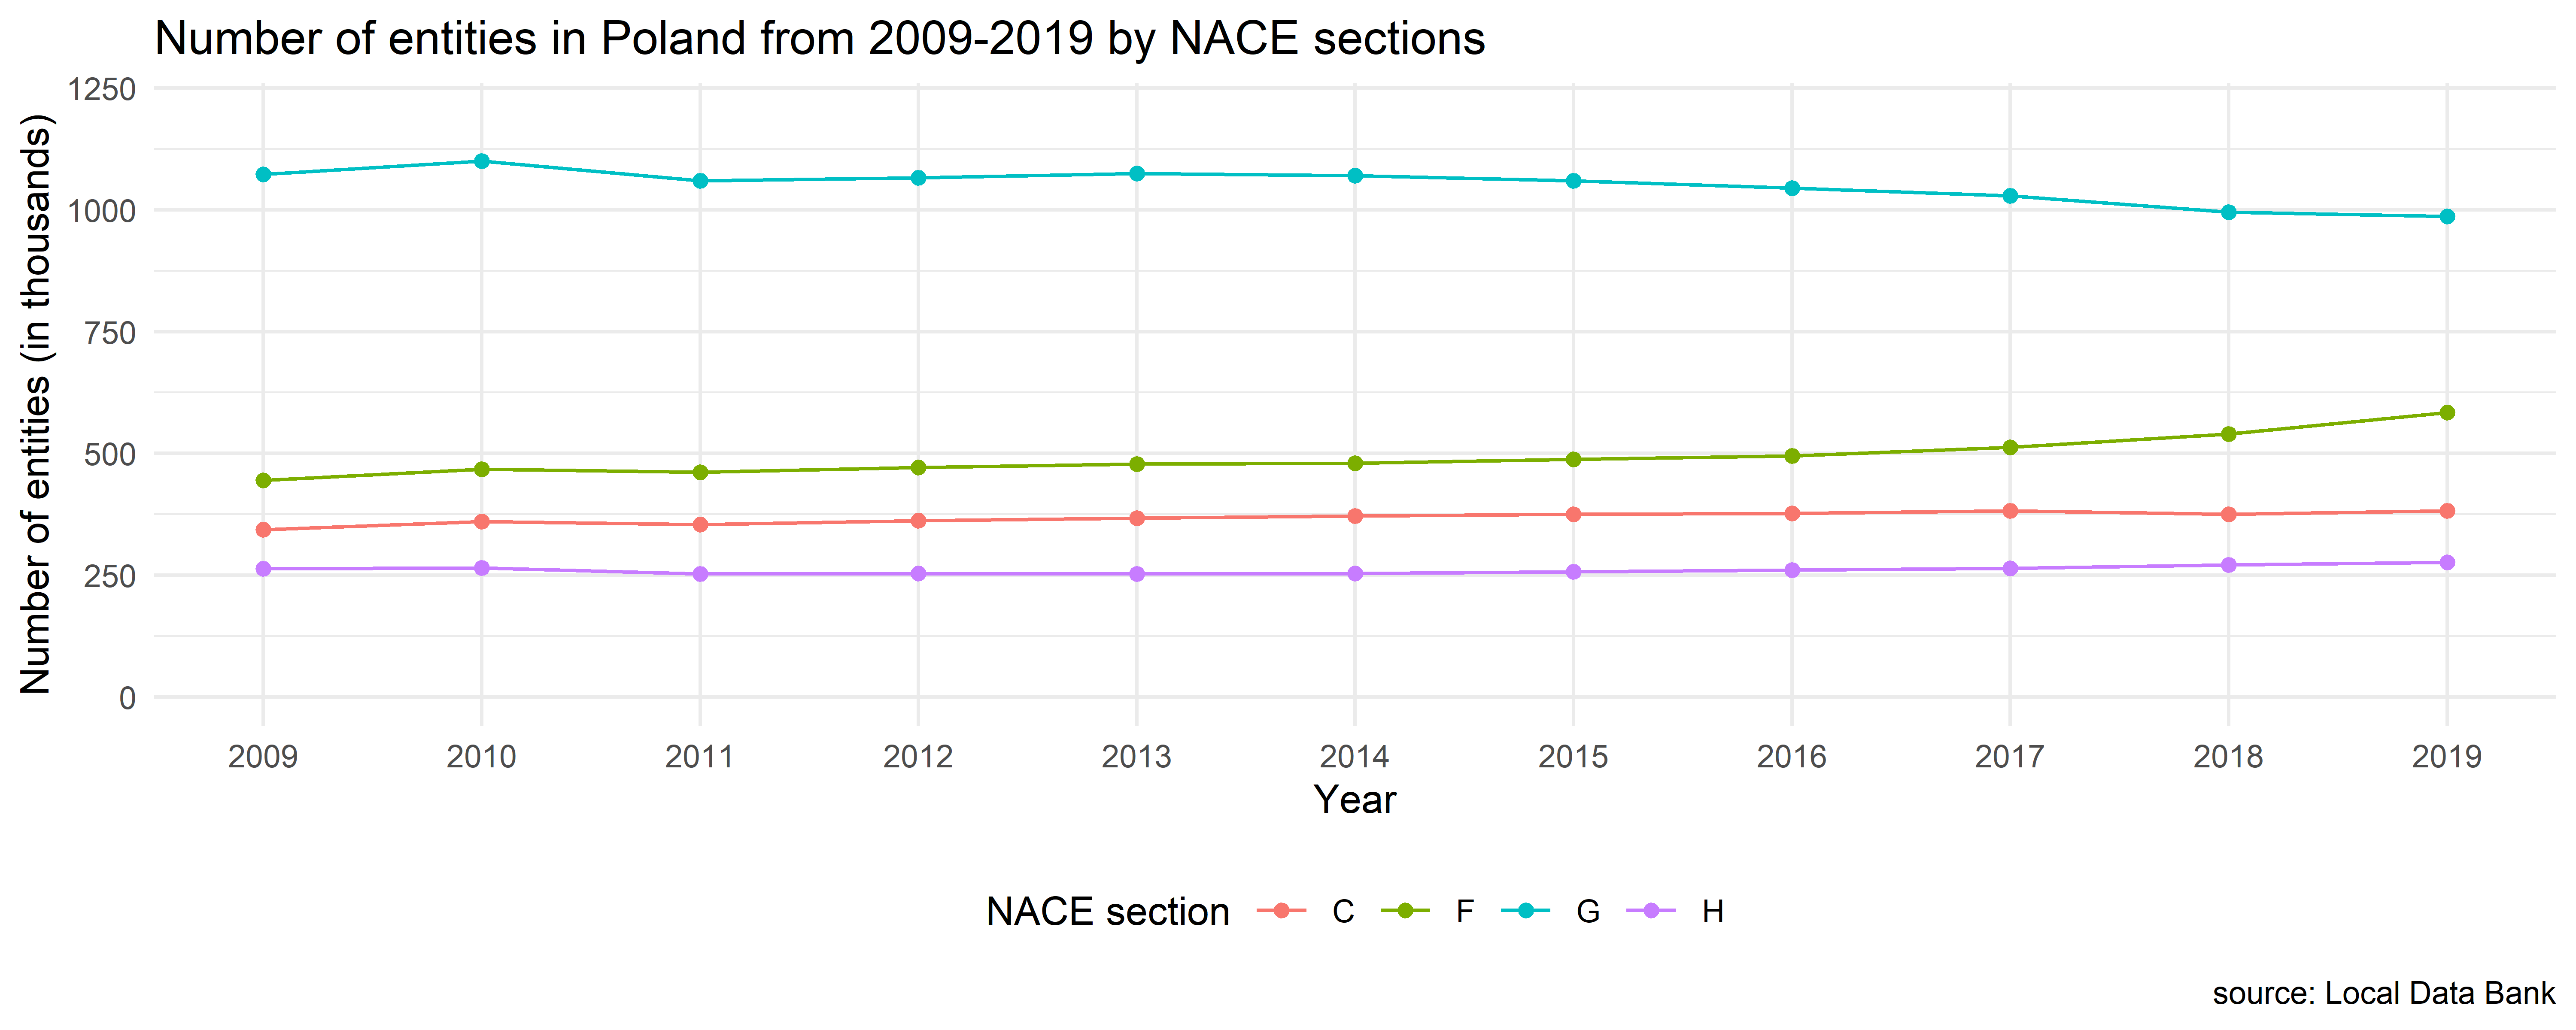 Number of entities in Poland from 2009-2019 by NACE sections
Number of entities (in thousands)
1250
1000
750
500
250
0
2009 2010 2011 2012 2013 2014 2015 2016 2017 2018 2019
Year
NACE section C F G H
source: Local Data Bank